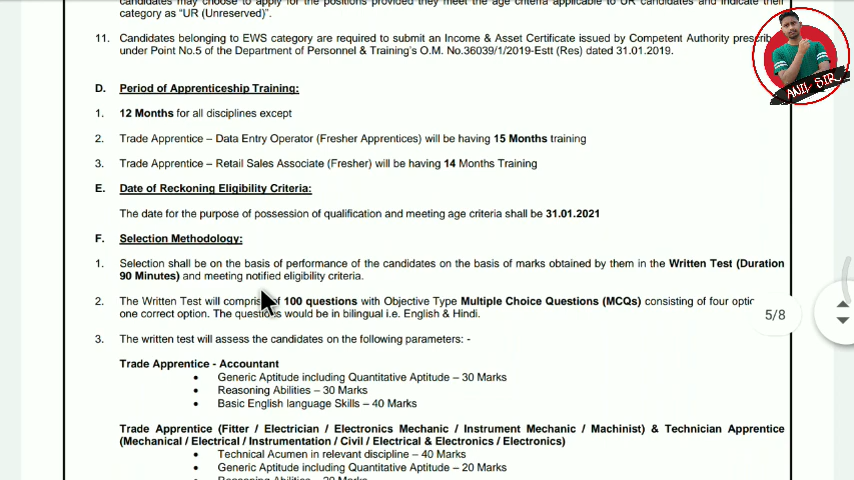 candidates may choose to apply for the positions provided they meet the age criteria applicable to UR candidates and indicate their
category as "UR (Unreserved)".
11. Candidates belonging to EWS category are required to submit an Income & Asset Certificate issued by Competent Authority prescrib
under Point No.5 of the Department of Personnel & Training's O.M. No.36039/1/2019-Estt (Res) dated 31.01.2019.
ANIL SIR
D. Period of Apprenticeship Training:
1. 12 Months for all disciplines except
2. Trade Apprentice – Data Entry Operator (Fresher Apprentices) will be having 15 Months training
3. Trade Apprentice – Retail Sales Associate (Fresher) will be having 14 Months Training
E. Date of Reckoning Eligibility Criteria:
The date for the purpose of possession of qualification and meeting age criteria shall be 31.01.2021
F. Selection Methodology:
1. Selection shall be on the basis of performance of the candidates on the basis of marks obtained by them in the Written Test (Duration
90 Minutes) and meeting notified eligibility criteria.
2. The Written Test will compris of 100 questions with Objective Type Multiple Choice Questions (MCQs) consisting of four optio
one correct option. The questions would be in bilingual i.e. English & Hindi.
5/8
3. The written test will assess the candidates on the following parameters: -
Trade Apprentice - Accountant
• Generic Aptitude including Quantitative Aptitude – 30 Marks
• Reasoning Abilities – 30 Marks
• Basic English language Skills – 40 Marks
Trade Apprentice (Fitter / Electrician / Electronics Mechanic / Instrument Mechanic / Machinist) & Technician Apprentice
(Mechanical / Electrical / Instrumentation / Civil / Electrical & Electronics / Electronics)
• Technical Acumen in relevant discipline – 40 Marks
• Generic Aptitude including Quantitative Aptitude – 20 Marks
• Reasoning Abilities – 20 Marks